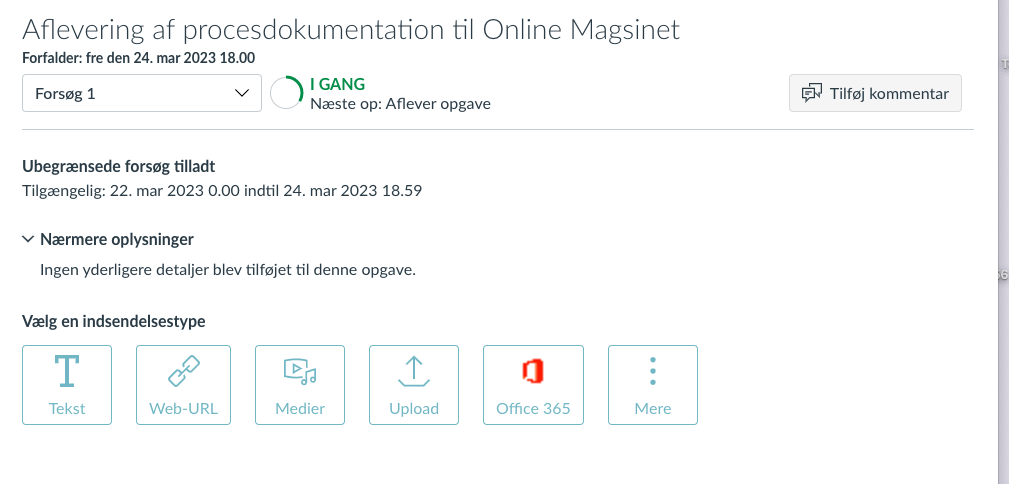 Aflevering af procesdokumentation til Online Magsinet
Forfalder: fre den 24. mar 2023 18.00
Forsøg 1
I GANG
Næste op: Aflever opgave
Tilføj kommentar
Ubegrænsede forsøg tilladt
Tilgængelig: 22. mar 2023 0.00 indtil 24. mar 2023 18.59
Nærmere oplysninger
Ingen yderligere detaljer blev tilføjet til denne opgave.
Vælg en indsendelsestype
Tekst
Web-URL
Medier
Upload
Office 365
Mere